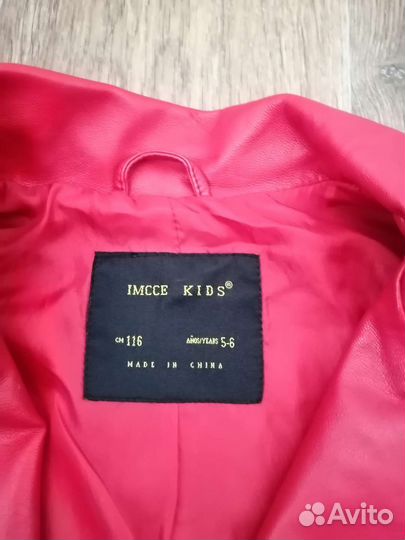 IMCCE KIDS®
CM 116 AÑOS/YEARS 5-6
MADE IN CHINA
Avito